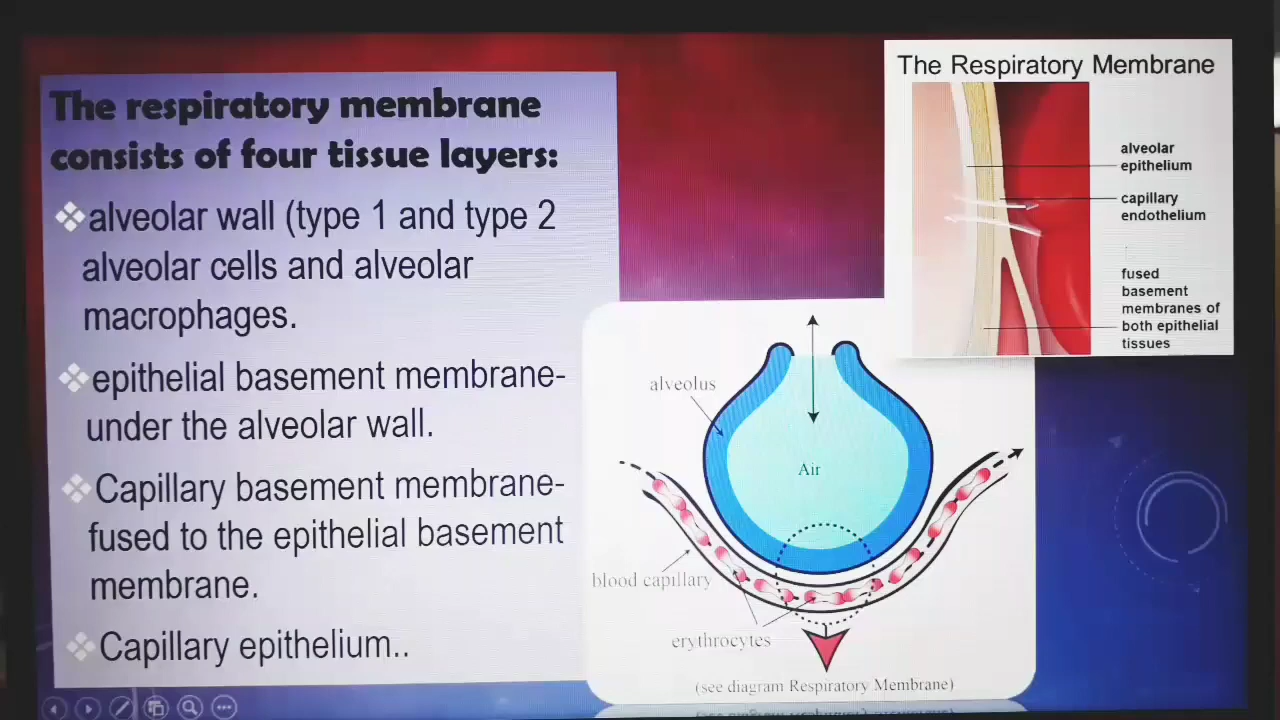 The respiratory membrane
consists of four tissue layers:
alveolar wall (type 1 and type 2
alveolar cells and alveolar
macrophages.
epithelial basement membrane-
under the alveolar wall.
Capillary basement membrane-
fused to the epithelial basement
membrane.
Capillary epithelium..
The Respiratory Membrane
alveolar
epithelium
capillary
endothelium
fused
basement
membranes of
both epithelial
tissues
alveolus
Air
blood capillary
erythrocytes
(see diagram Respiratory Membrane)